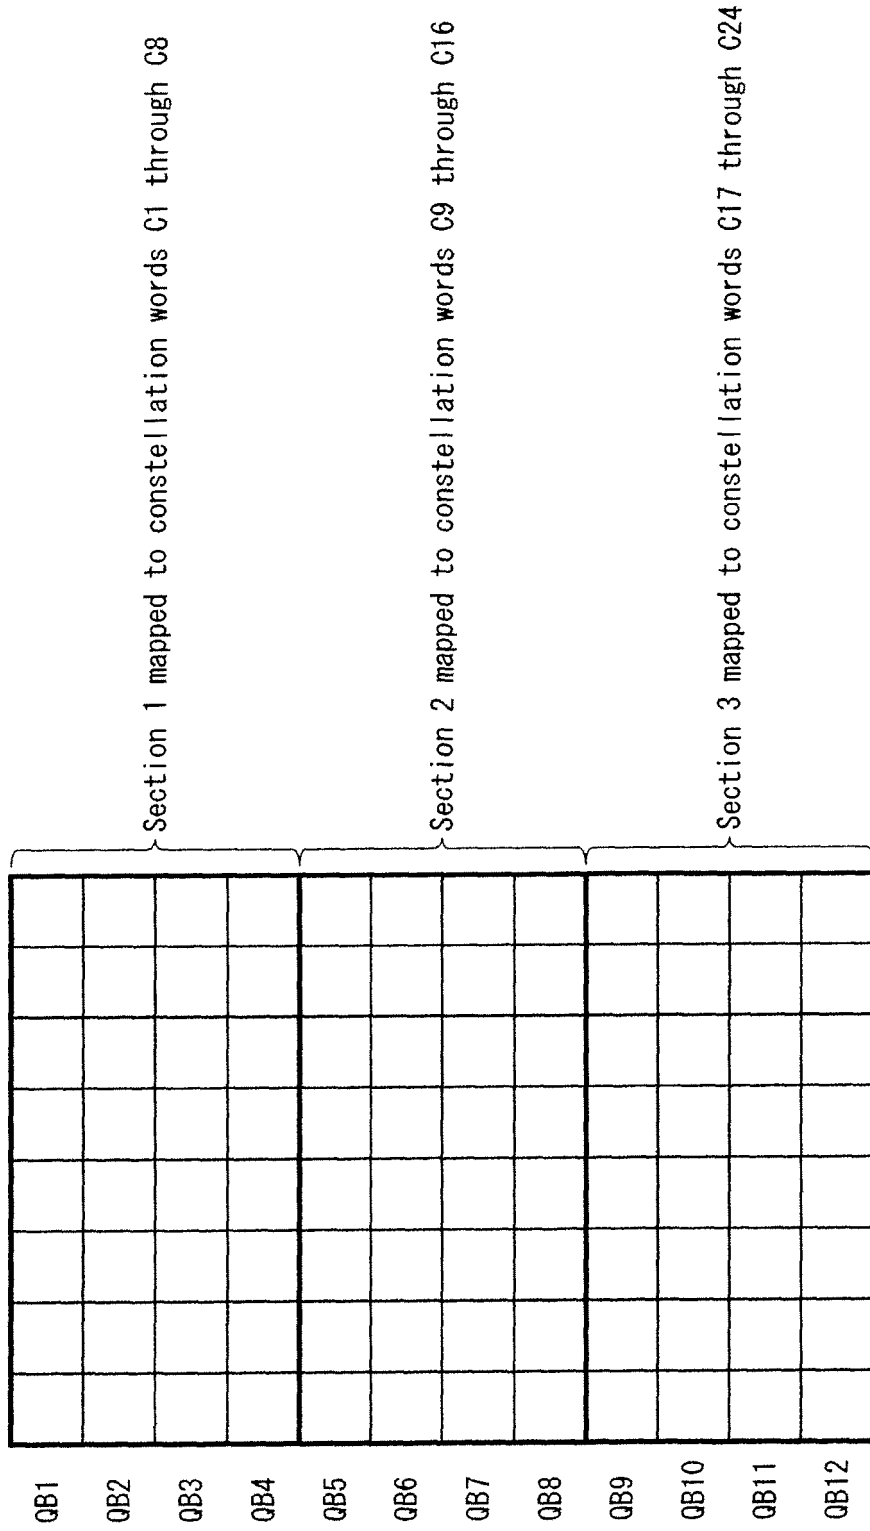 QB1
QB2
QB3
QB4
QB5
QB6
QB7
QB8
QB9
QB10
QB11
QB12
Section 1 mapped to constellation words C1 through C8
Section 2 mapped to constellation words C9 through C16
Section 3 mapped to constellation words C17 through C24